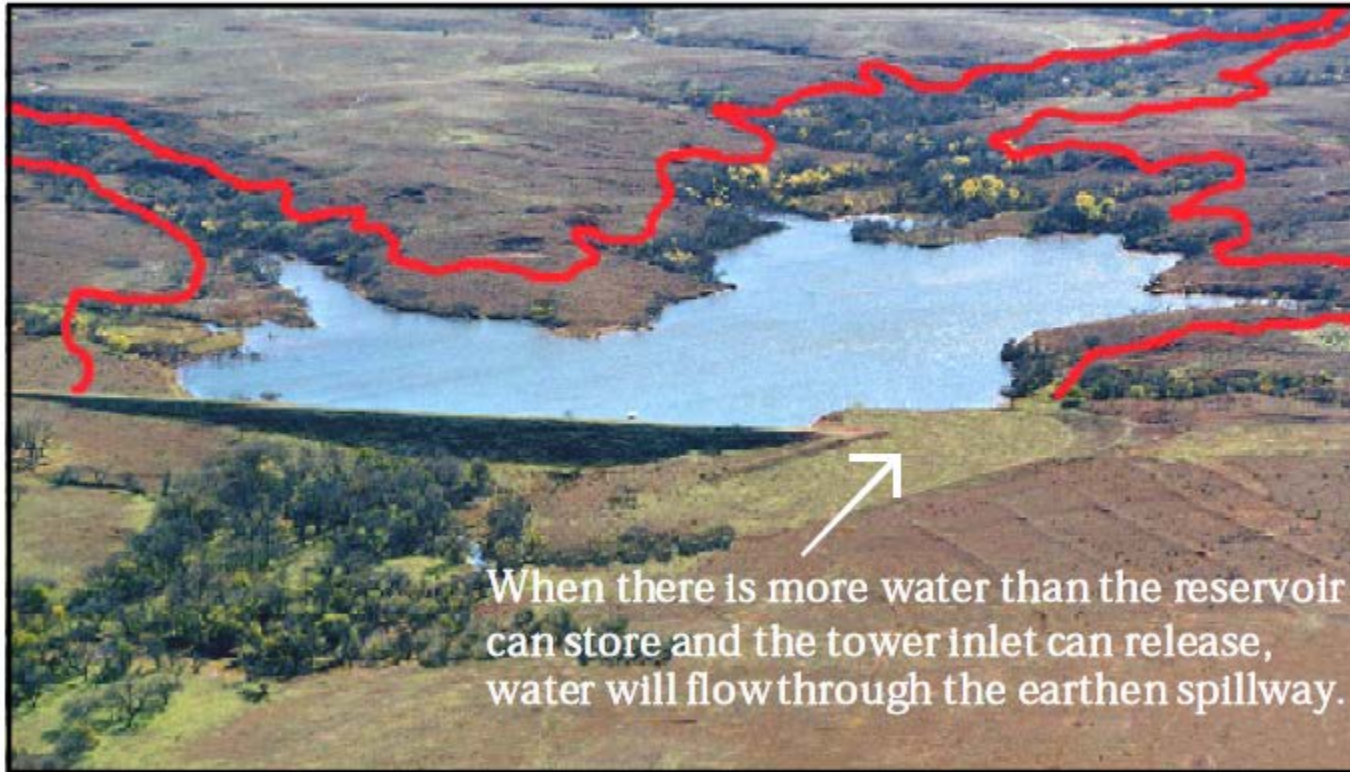 When there is more water than the reservoir
can store and the tower inlet can release,
water will flow through the earthen spillway.